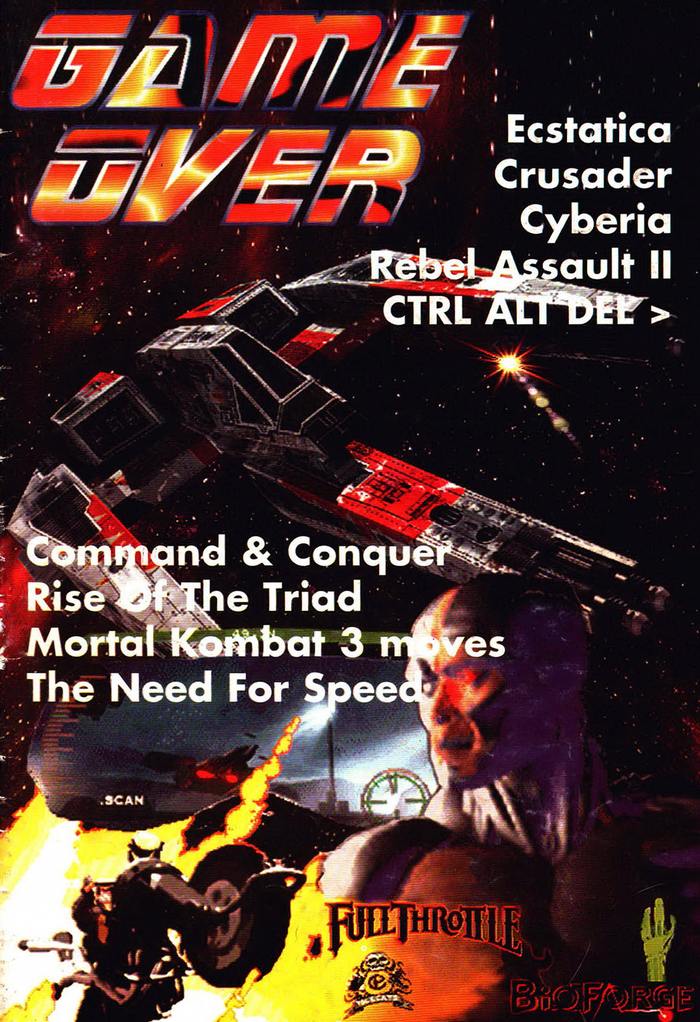 GAME
OVER
Ecstatica
Crusader
Cyberia
Rebel Assault II
CTRL ALT DEL >
Command & Conquer
Rise Of The Triad
Mortal Kombat 3 moves
The Need For Speed
.SCAN
FULL THROTTLE
BIOFORGE